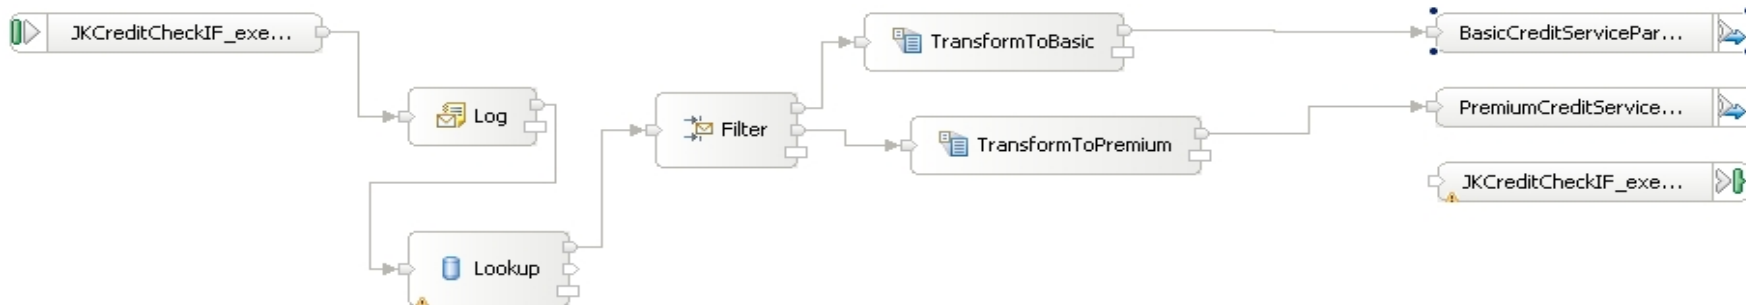 JKCreditCheckIF_exe...
Log
Lookup
Filter
TransformToBasic
TransformToPremium
BasicCreditServicePar...
PremiumCreditService...
JKCreditCheckIF_exe...